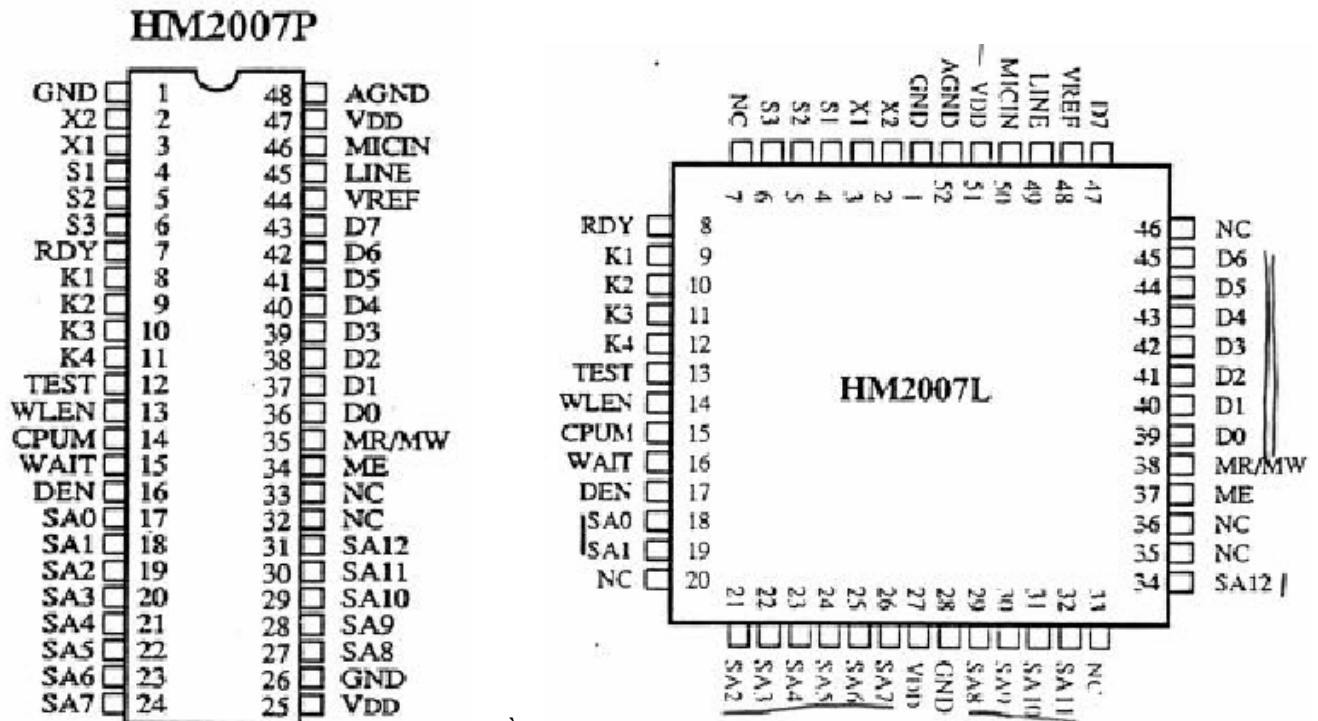 HM2007P
GND 1 48 AGND
X2 2 47 VDD
X1 3 46 MICIN
S1 4 45 LINE
S2 5 44 VREF
S3 6 43 D7
RDY 7 42 D6
K1 8 41 D5
K2 9 40 D4
K3 10 39 D3
K4 11 38 D2
TEST 12 37 D1
WLEN 13 36 D0
CPUM 14 35 MR/MW
WAIT 15 34 ME
DEN 16 33 NC
SA0 17 32 NC
SA1 18 31 SA12
SA2 19 30 SA11
SA3 20 29 SA10
SA4 21 28 SA9
SA5 22 27 SA8
SA6 23 26 GND
SA7 24 25 VDD
NC S3 S2 S1 X1 X2 GND AGND VDD MICIN LINE VREF D7
7 6 5 4 3 2 1 52 51 50 49 48 47
RDY 8 46 NC
K1 9 45 D6
K2 10 44 D5
K3 11 43 D4
K4 12 42 D3
TEST 13 41 D2
HM2007L
WLEN 14 40 D1
CPUM 15 39 D0
WAIT 16 38 MR/MW
DEN 17 37 ME
SA0 18 36 NC
SA1 19 35 NC
NC 20 34 SA12
21 22 23 24 25 26 27 28 29 30 31 32 33
SA2 SA3 SA4 SA5 SA6 SA7 VDD GND SA8 SA9 SA10 SA11 NC